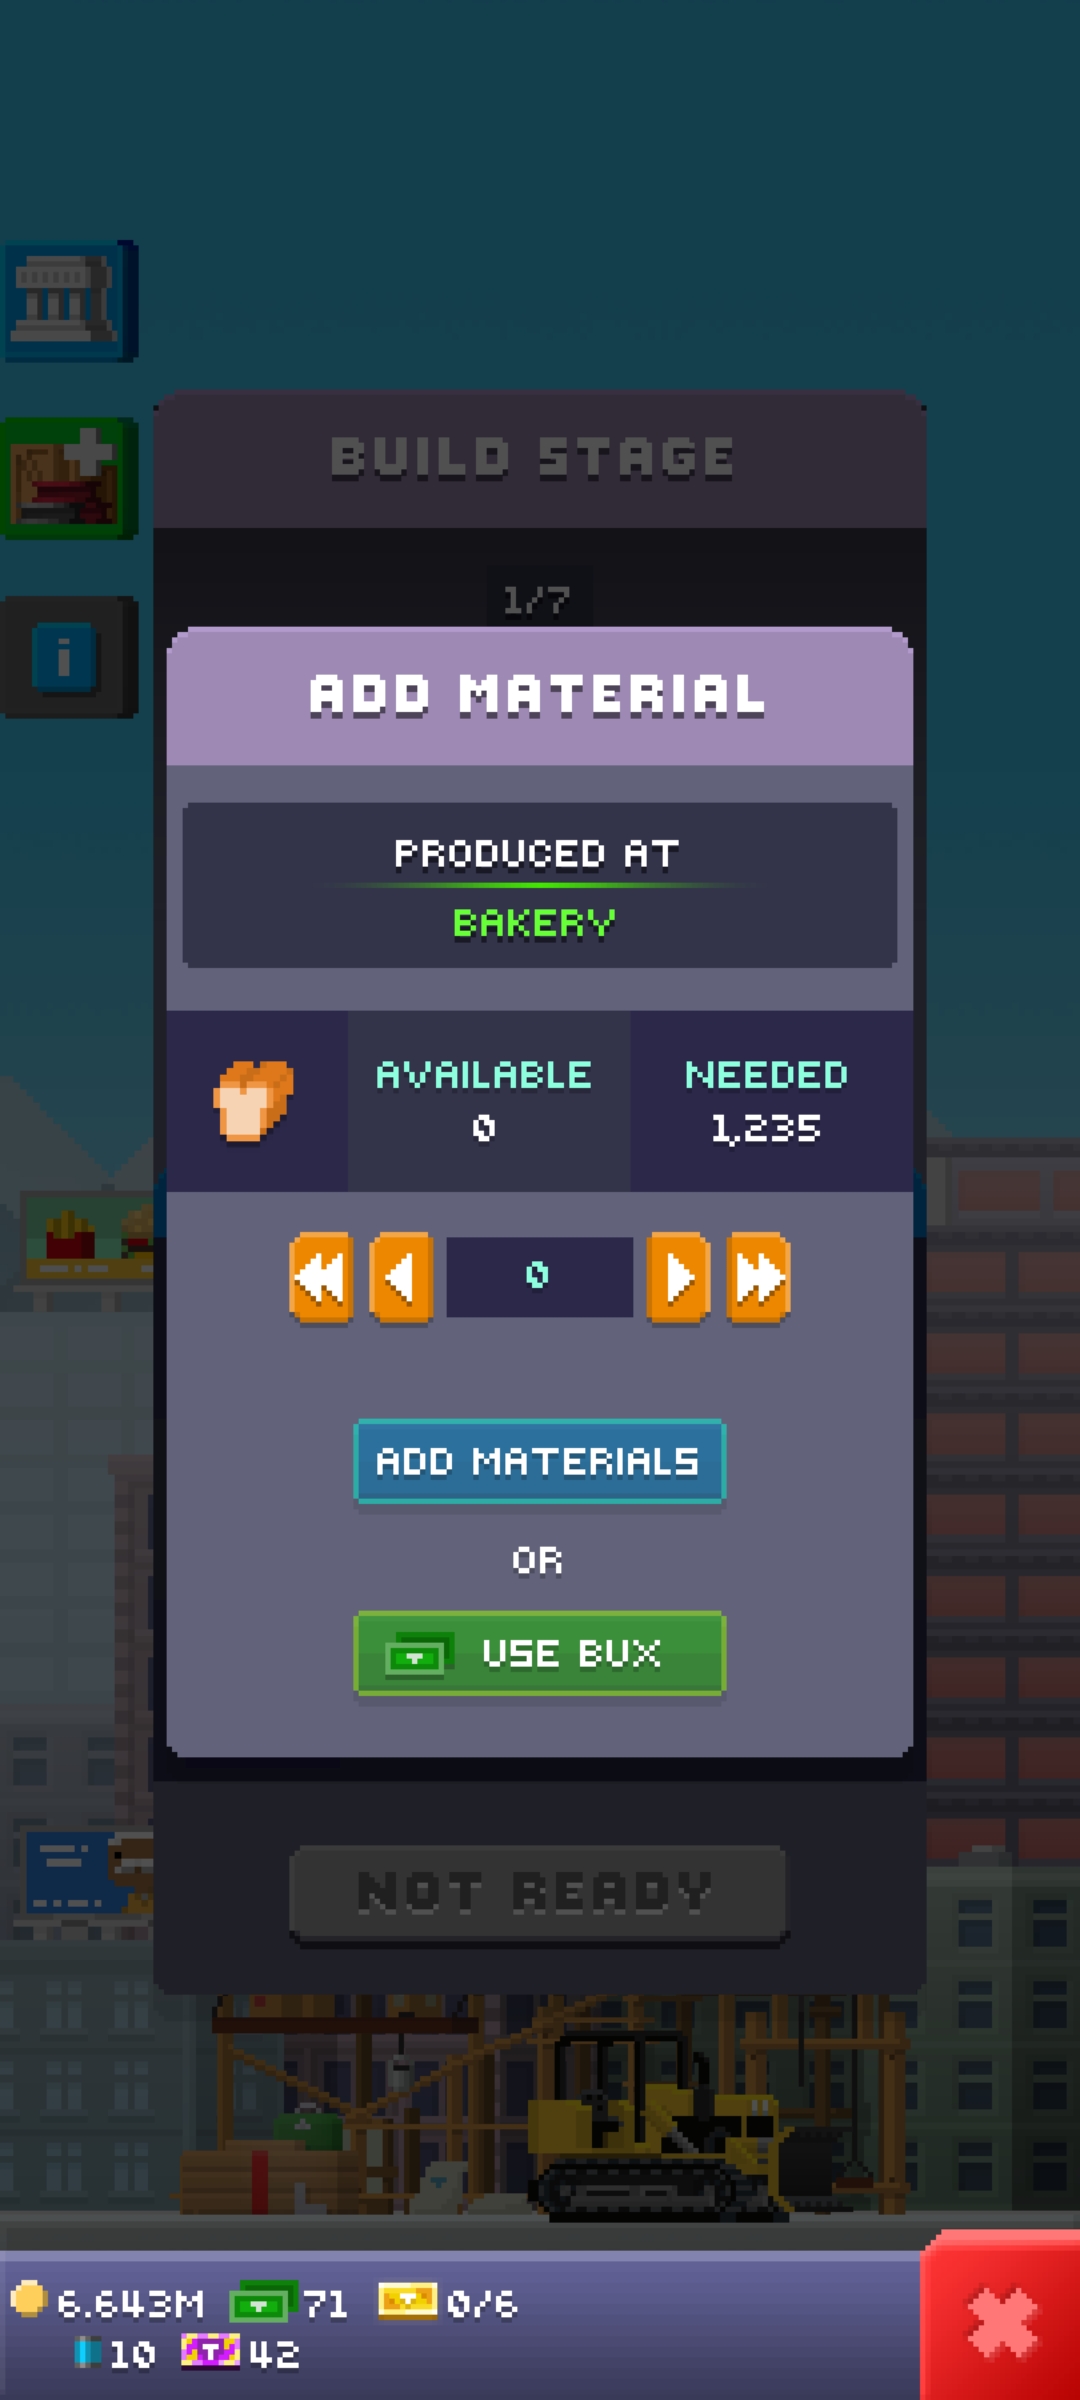 BUILD STAGE
1/7
ADD MATERIAL
PRODUCED AT
BAKERY
AVAILABLE
0
NEEDED
1,235
0
ADD MATERIALS
OR
USE BUX
NOT READY
6.643M 71 0/6
10 42